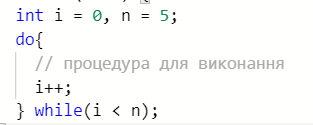 int i = 0, n = 5;
do{
// процедура для виконання
i++;
} while(i < n);